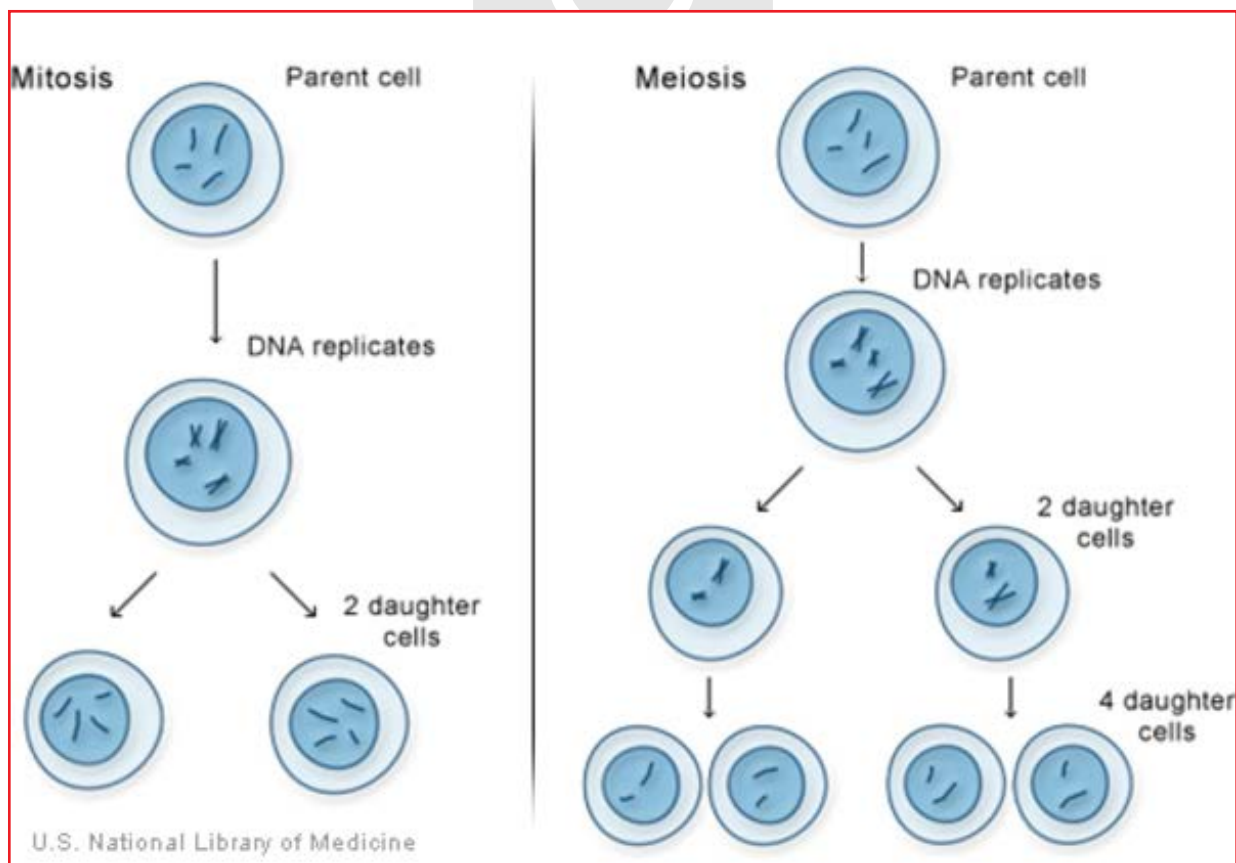 Mitosis
Parent cell
DNA replicates
2 daughter
cells
U.S. National Library of Medicine
Meiosis
Parent cell
DNA replicates
2 daughter
cells
4 daughter
cells